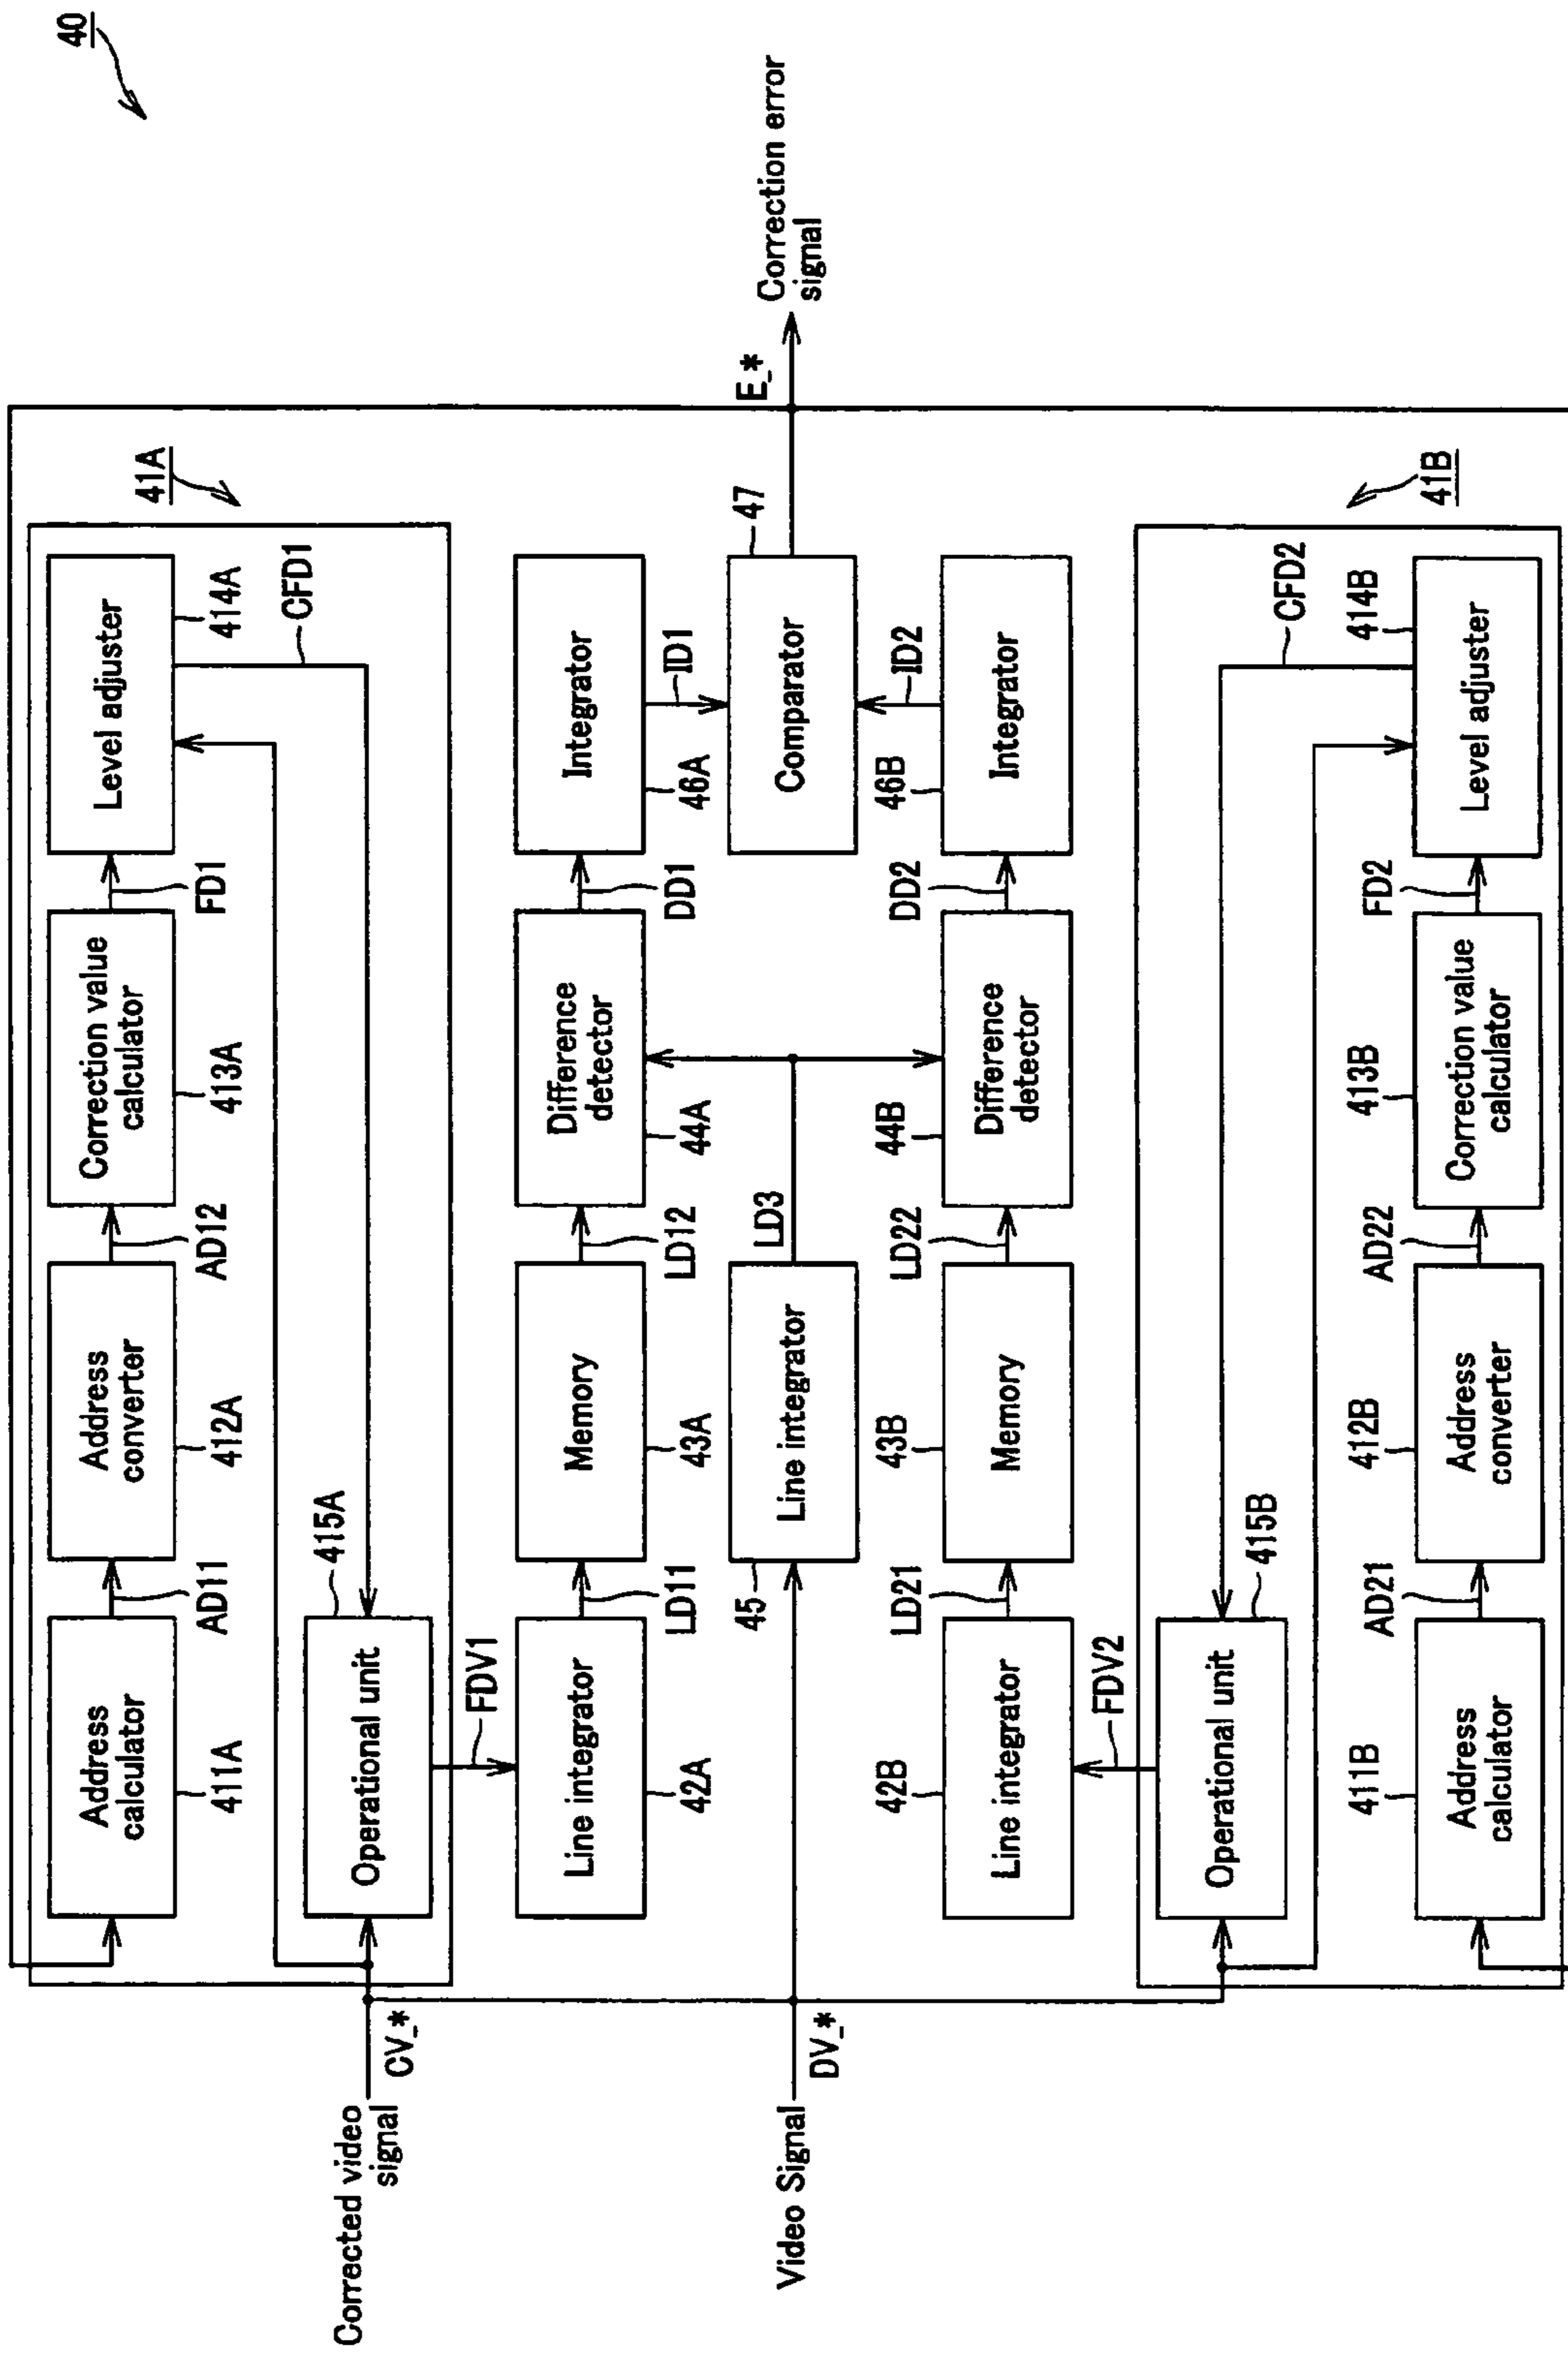 40
41A
Address
calculator
411A
AD11
Address
converter
412A
AD12
Correction value
calculator
413A
FD1
Level adjuster
414A
CFD1
415A
Operational unit
Corrected video
signal
CV_*
FDV1
Line integrator
42A
LD11
Memory
43A
LD12
Difference
detector
44A
DD1
Integrator
46A
ID1
Video Signal
DV_*
45
Line integrator
LD3
Comparator
47
E_*
Correction error
signal
42B
Line integrator
LD21
43B
Memory
LD22
44B
Difference
detector
DD2
46B
Integrator
ID2
FDV2
Operational unit
415B
CFD2
41B
411B
Address
calculator
AD21
412B
Address
converter
AD22
413B
Correction value
calculator
FD2
414B
Level adjuster